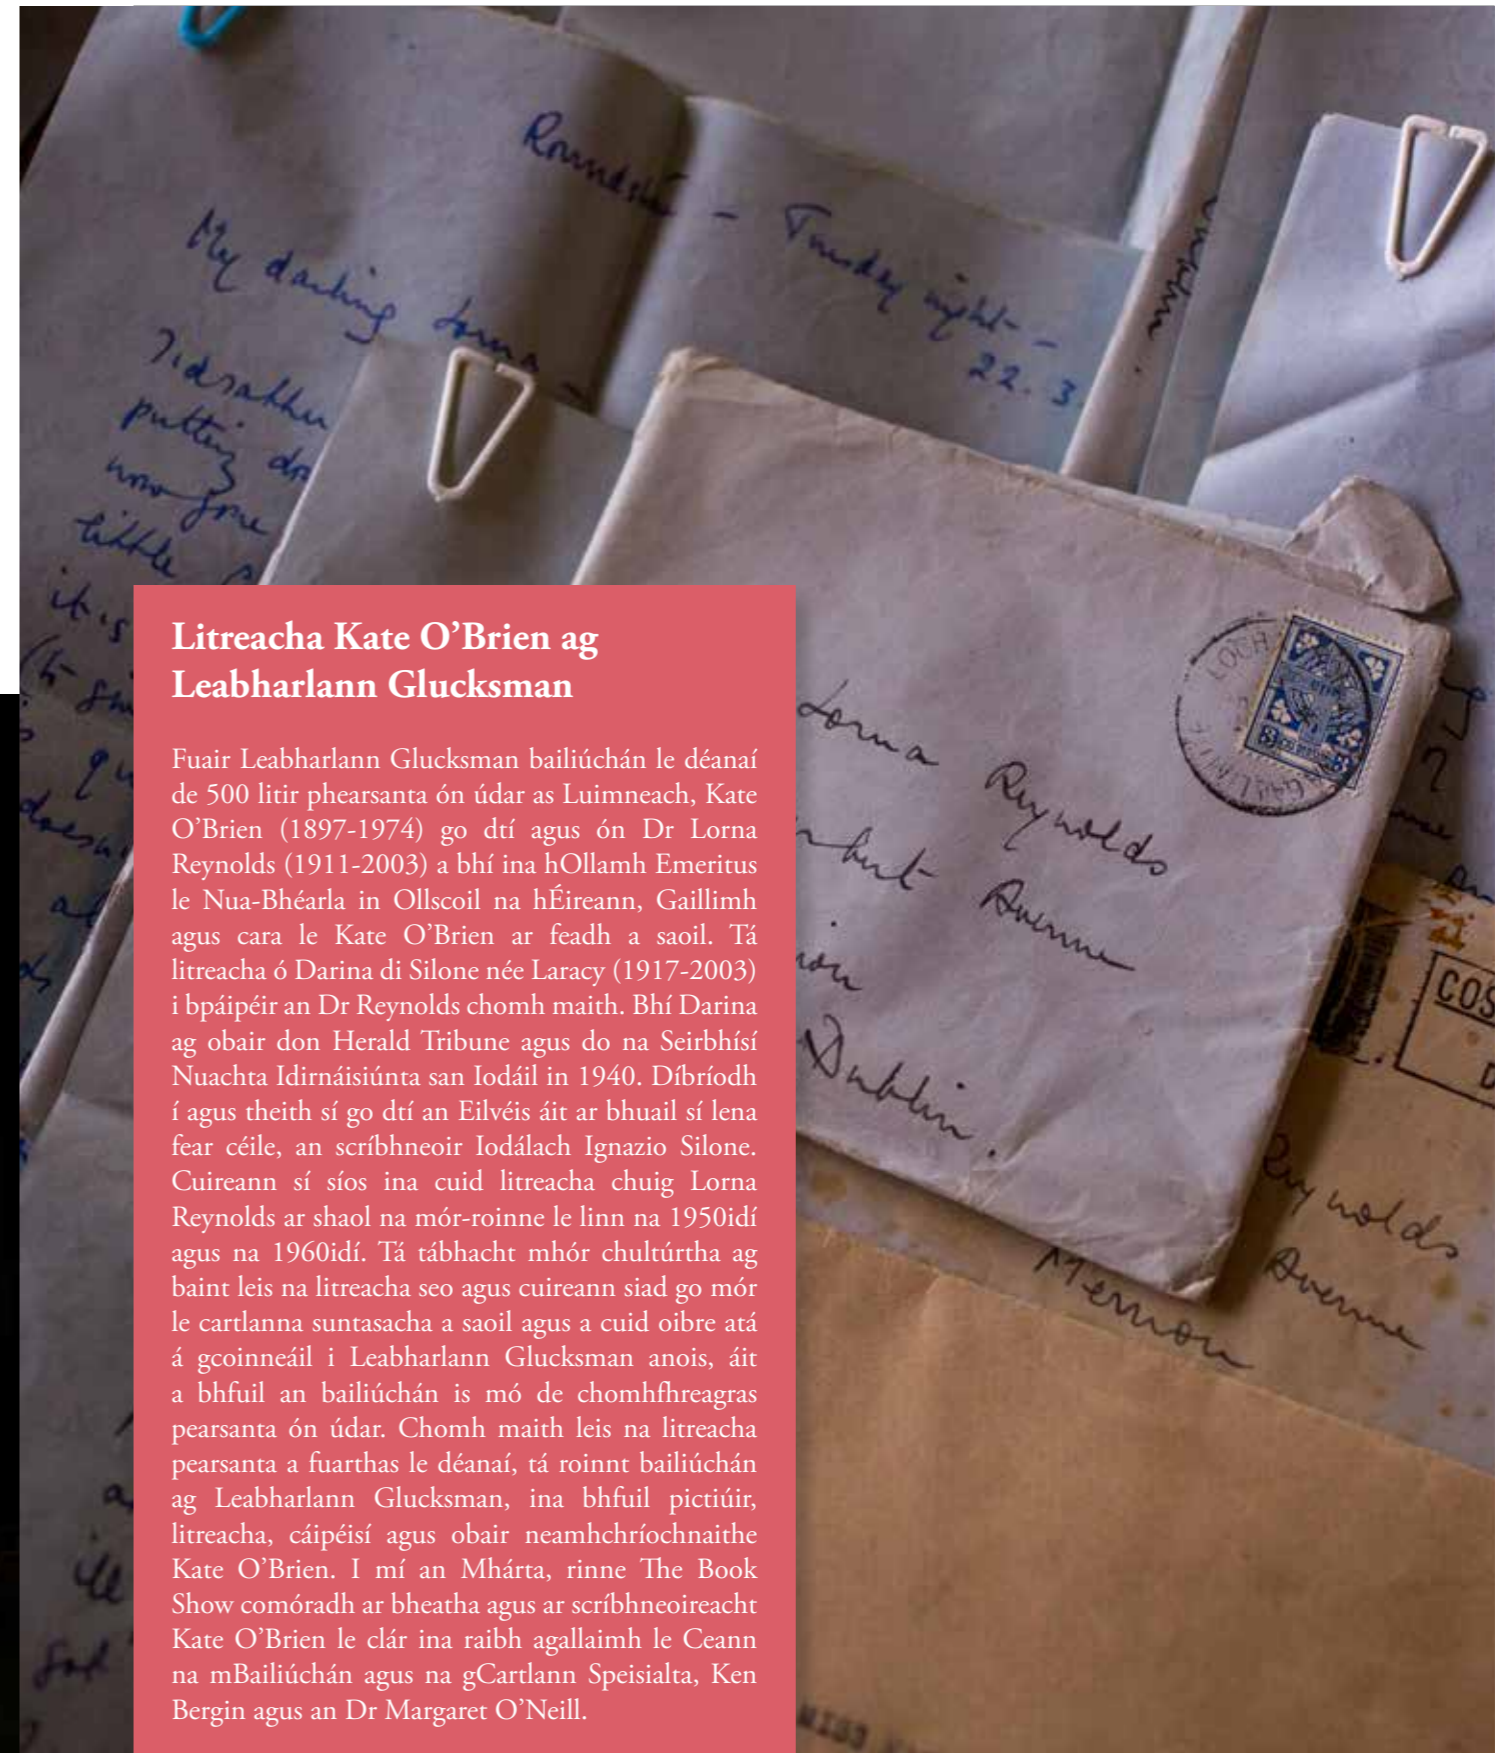 Roundstone - Tuesday night -
22. 3.
My darling Lorna -
putting
now gone
little
it is
Lorna Reynolds
Avenue
Dublin.
Reynolds
Avenue
Merrion
COS
Litreacha Kate O’Brien ag
Leabharlann Glucksman
Fuair Leabharlann Glucksman bailiúchán le déanaí
de 500 litir phearsanta ón údar as Luimneach, Kate
O’Brien (1897-1974) go dtí agus ón Dr Lorna
Reynolds (1911-2003) a bhí ina hOllamh Emeritus
le Nua-Bhéarla in Ollscoil na hÉireann, Gaillimh
agus cara le Kate O’Brien ar feadh a saoil. Tá
litreacha ó Darina di Silone née Laracy (1917-2003)
i bpáipéir an Dr Reynolds chomh maith. Bhí Darina
ag obair don Herald Tribune agus do na Seirbhísí
Nuachta Idirnáisiúnta san Iodáil in 1940. Díbríodh
í agus theith sí go dtí an Eilvéis áit ar bhuail sí lena
fear céile, an scríbhneoir Iodálach Ignazio Silone.
Cuireann sí síos ina cuid litreacha chuig Lorna
Reynolds ar shaol na mór-roinne le linn na 1950idí
agus na 1960idí. Tá tábhacht mhór chultúrtha ag
baint leis na litreacha seo agus cuireann siad go mór
le cartlanna suntasacha a saoil agus a cuid oibre atá
á gcoinneáil i Leabharlann Glucksman anois, áit
a bhfuil an bailiúchán is mó de chomhfhreagras
pearsanta ón údar. Chomh maith leis na litreacha
pearsanta a fuarthas le déanaí, tá roinnt bailiúchán
ag Leabharlann Glucksman, ina bhfuil pictiúir,
litreacha, cáipéisí agus obair neamhchríochnaithe
Kate O’Brien. I mí an Mhárta, rinne The Book
Show comóradh ar bheatha agus ar scríbhneoireacht
Kate O’Brien le clár ina raibh agallaimh le Ceann
na mBailiúchán agus na gCartlann Speisialta, Ken
Bergin agus an Dr Margaret O’Neill.